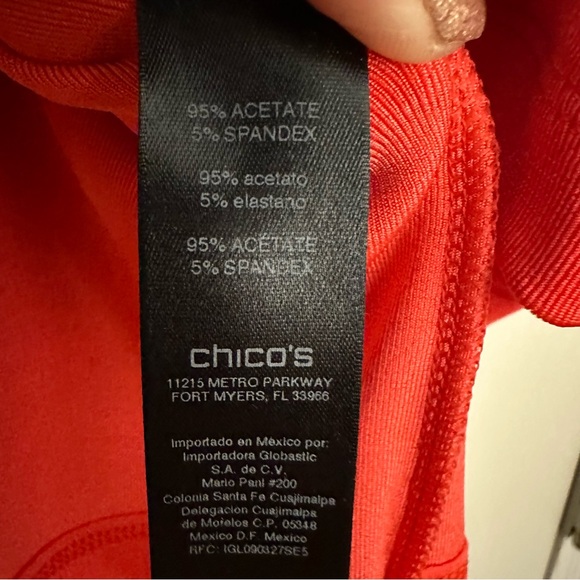 95% ACETATE
5% SPANDEX
95% acetato
5% elastano
95% ACÉTATE
5% SPANDEX
chico's
11215 METRO PARKWAY
FORT MYERS, FL 33966
Importado en Mèxico por:
Importadora Globastic
S.A. de C.V.
Mario Pani #200
Colonia Santa Fe Cuajimalpa
Delegacion Cuajimalpa
de Morelos C.P. 05348
Mexico D.F. Mexico
RFC: IGL090327SE5